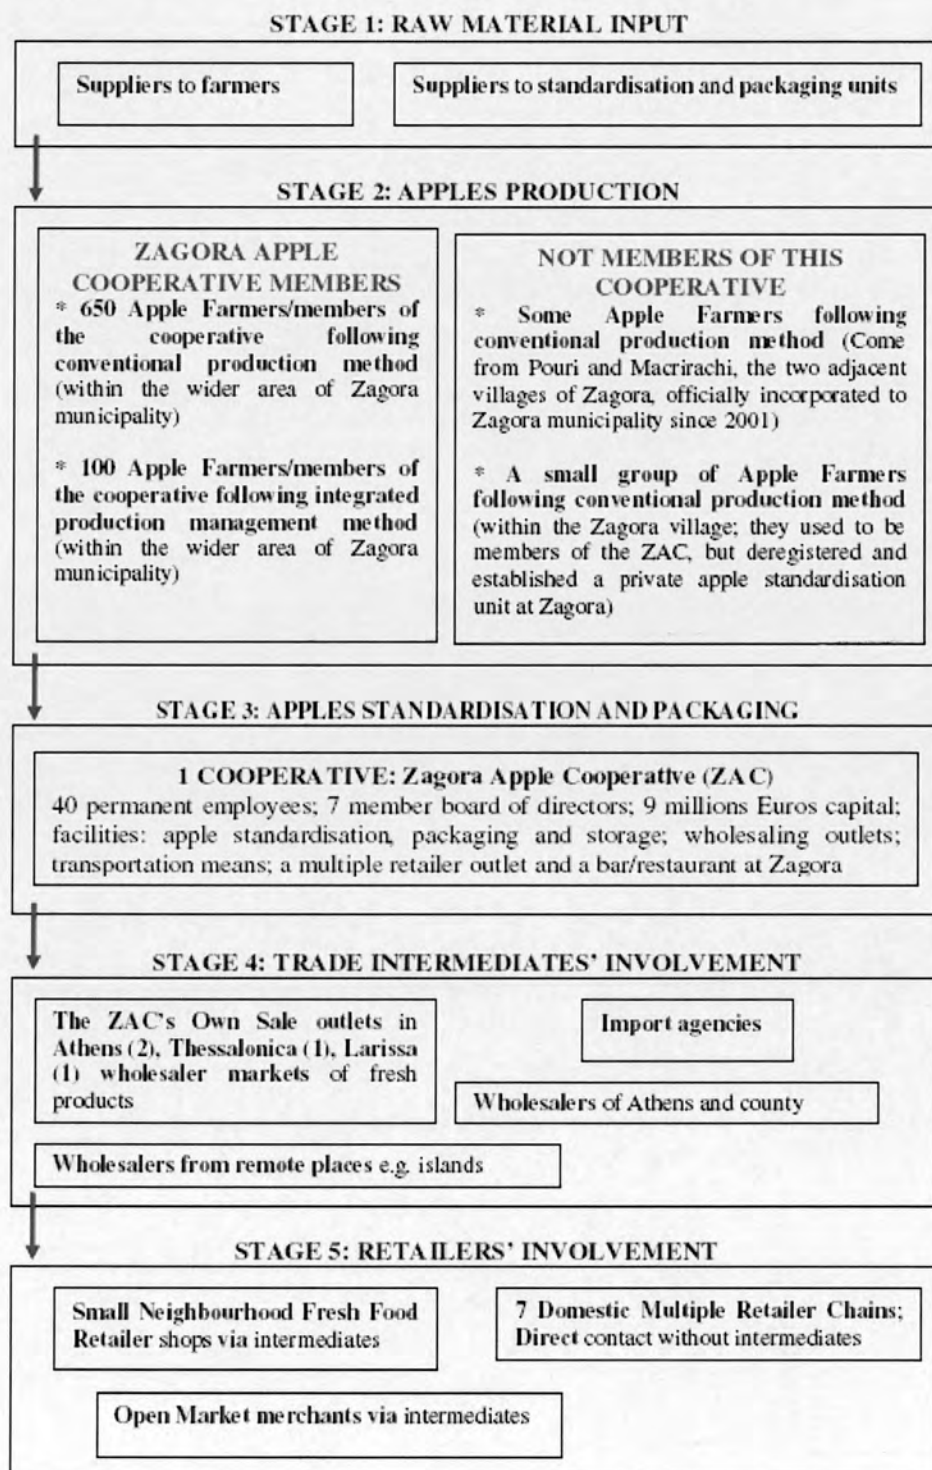 STAGE 1: RAW MATERIAL INPUT
Suppliers to farmers
Suppliers to standardisation and packaging units
STAGE 2: APPLES PRODUCTION
ZAGORA APPLE
COOPERATIVE MEMBERS
* 650 Apple Farmers/members of
the cooperative following
conventional production method
(within the wider area of Zagora
municipality)
* 100 Apple Farmers/members of
the cooperative following integrated
production management method
(within the wider area of Zagora
municipality)
NOT MEMBERS OF THIS
COOPERATIVE
* Some Apple Farmers following
conventional production method (Come
from Pouri and Macrirachi, the two adjacent
villages of Zagora, officially incorporated to
Zagora municipality since 2001)
* A small group of Apple Farmers
following conventional production method
(within the Zagora village; they used to be
members of the ZAC, but deregistered and
established a private apple standardisation
unit at Zagora)
STAGE 3: APPLES STANDARDISATION AND PACKAGING
1 COOPERATIVE: Zagora Apple Cooperative (ZAC)
40 permanent employees; 7 member board of directors; 9 millions Euros capital;
facilities: apple standardisation, packaging and storage; wholesaling outlets;
transportation means; a multiple retailer outlet and a bar/restaurant at Zagora
STAGE 4: TRADE INTERMEDIATES' INVOLVEMENT
The ZAC's Own Sale outlets in
Athens (2), Thessalonica (1), Larissa
(1) wholesaler markets of fresh
products
Import agencies
Wholesalers of Athens and county
Wholesalers from remote places e.g. islands
STAGE 5: RETAILERS' INVOLVEMENT
Small Neighbourhood Fresh Food
Retailer shops via intermediates
7 Domestic Multiple Retailer Chains;
Direct contact without intermediates
Open Market merchants via intermediates